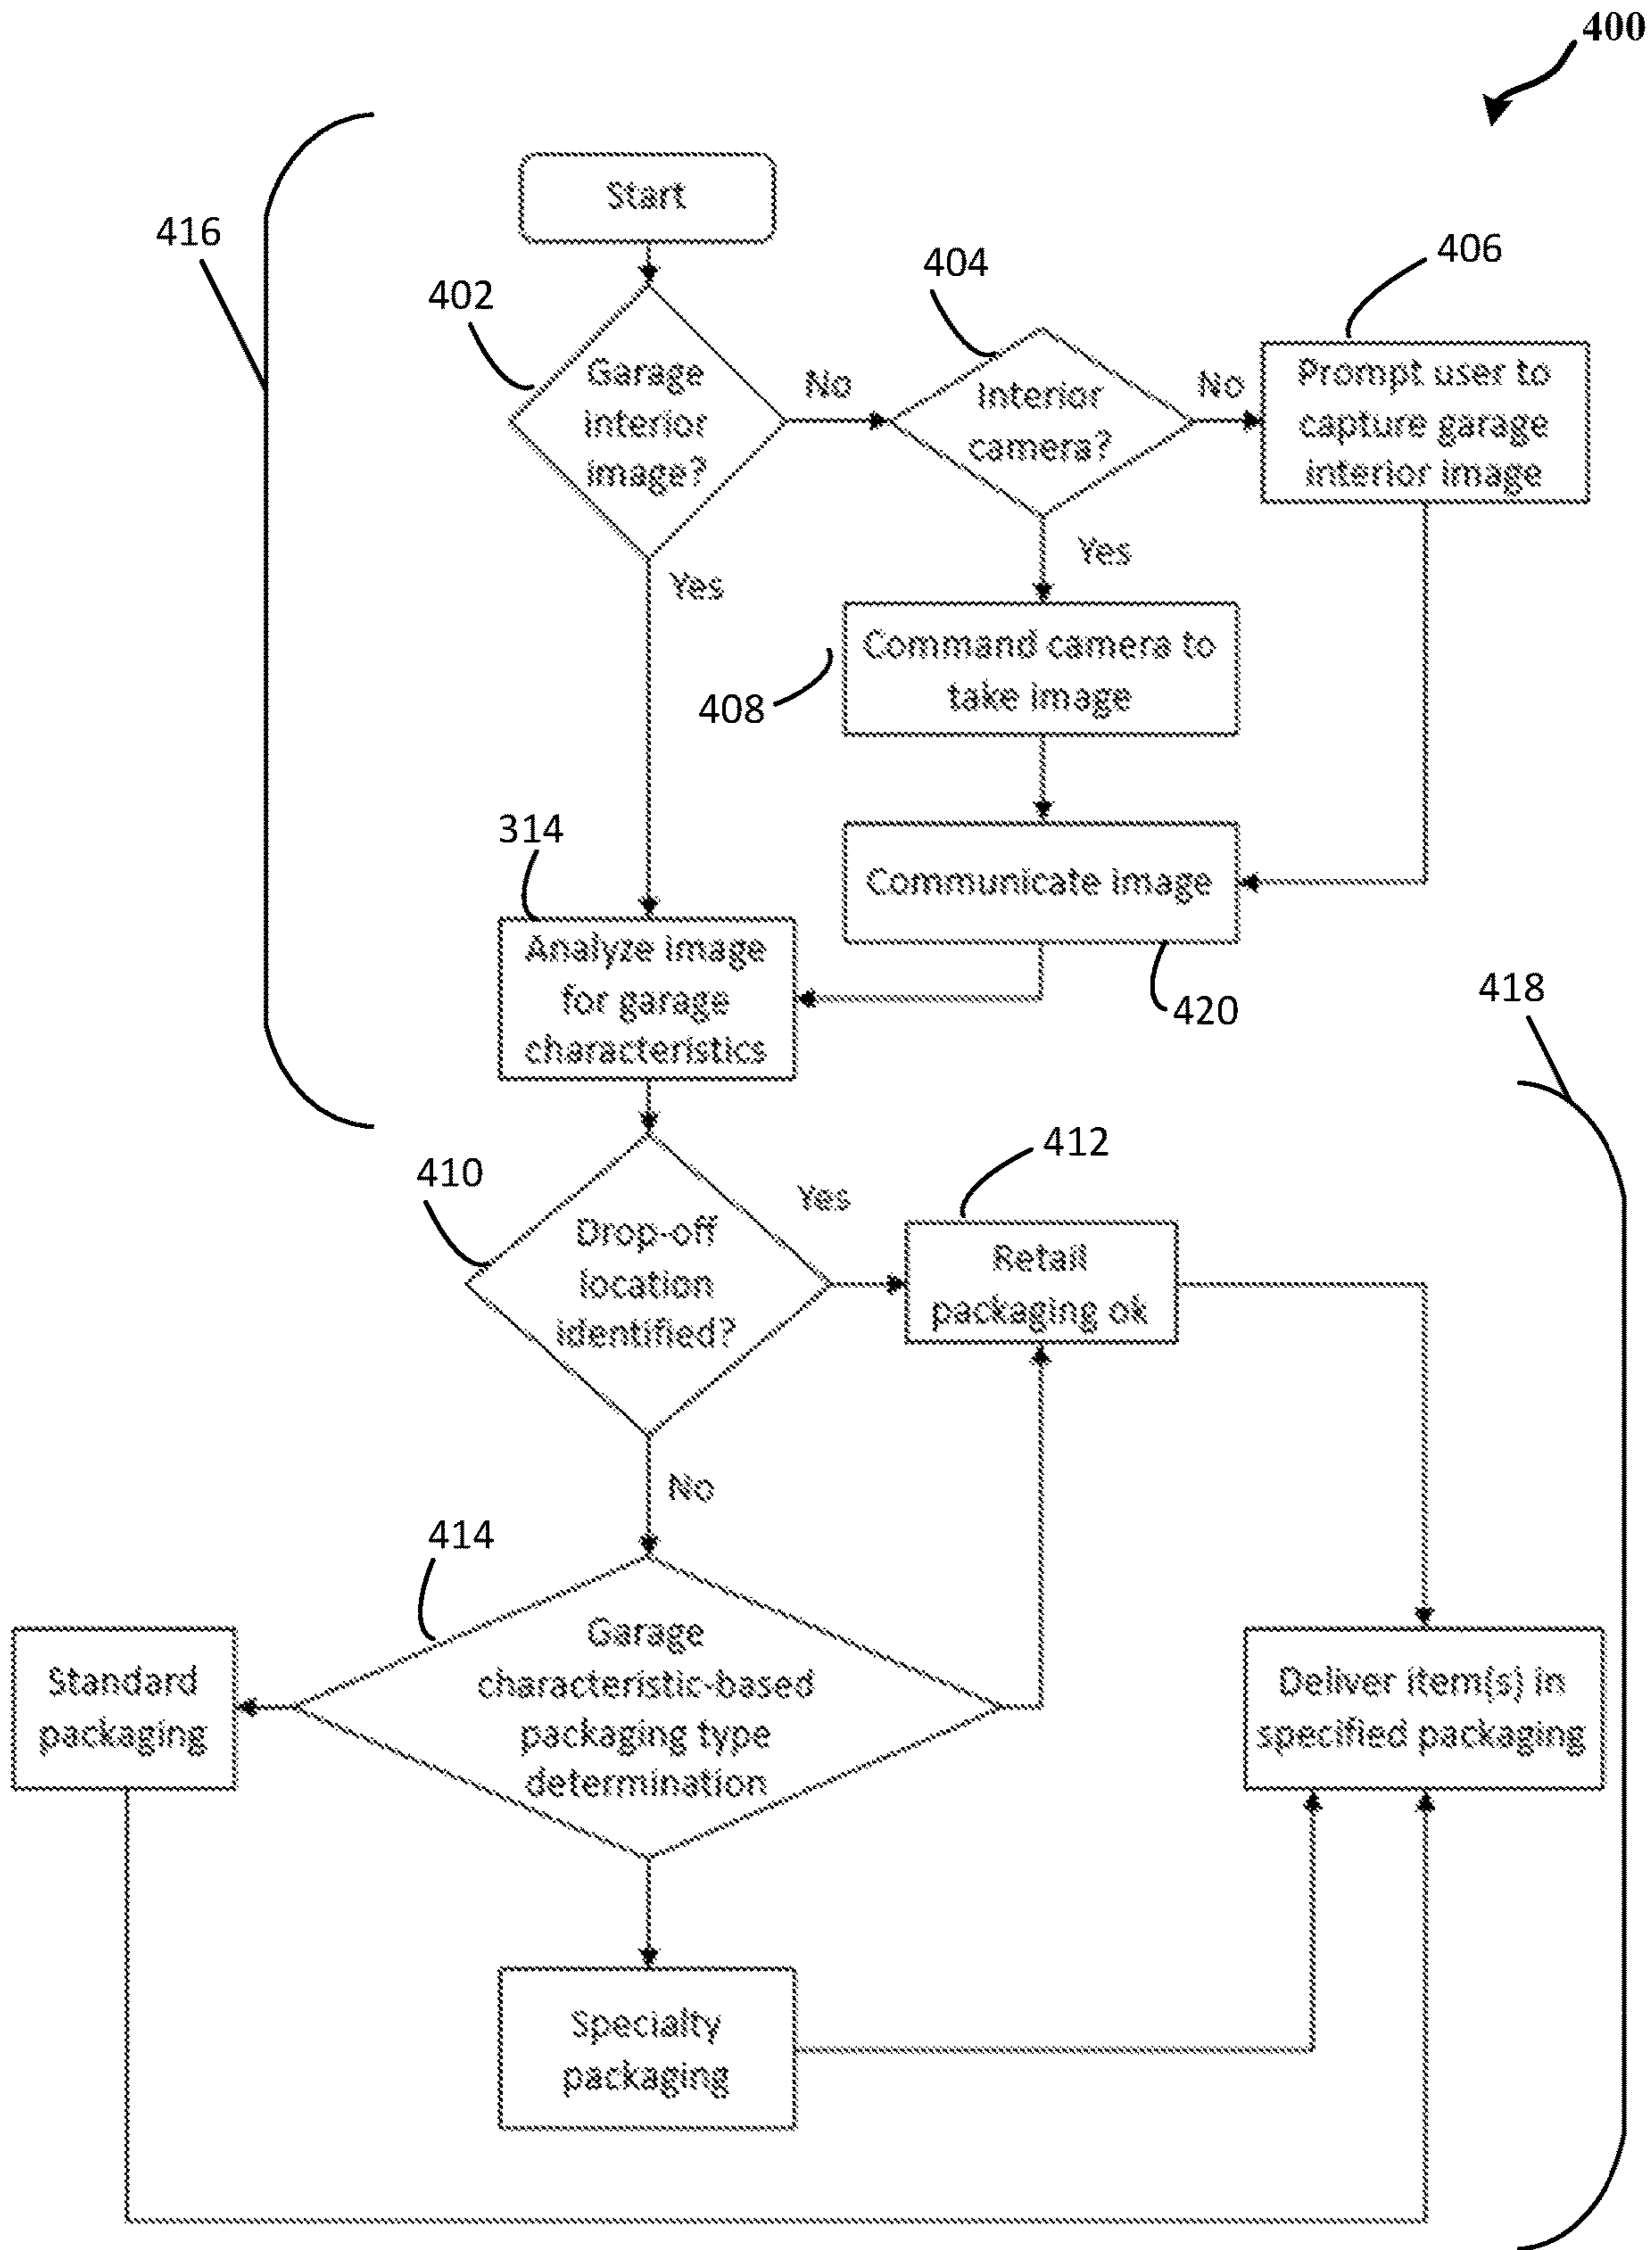 400
Start
416
402
404
406
Garage
interior
image?
No
Interior
camera?
No
Prompt user to
capture garage
interior image
Yes
Yes
Command camera to
take image
408
314
Communicate image
Analyze image
for garage
characteristics
420
418
410
412
Yes
Drop-off
location
identified?
Retail
packaging ok
No
414
Garage
characteristic-based
packaging type
determination
Standard
packaging
Deliver item(s) in
specified packaging
Specialty
packaging